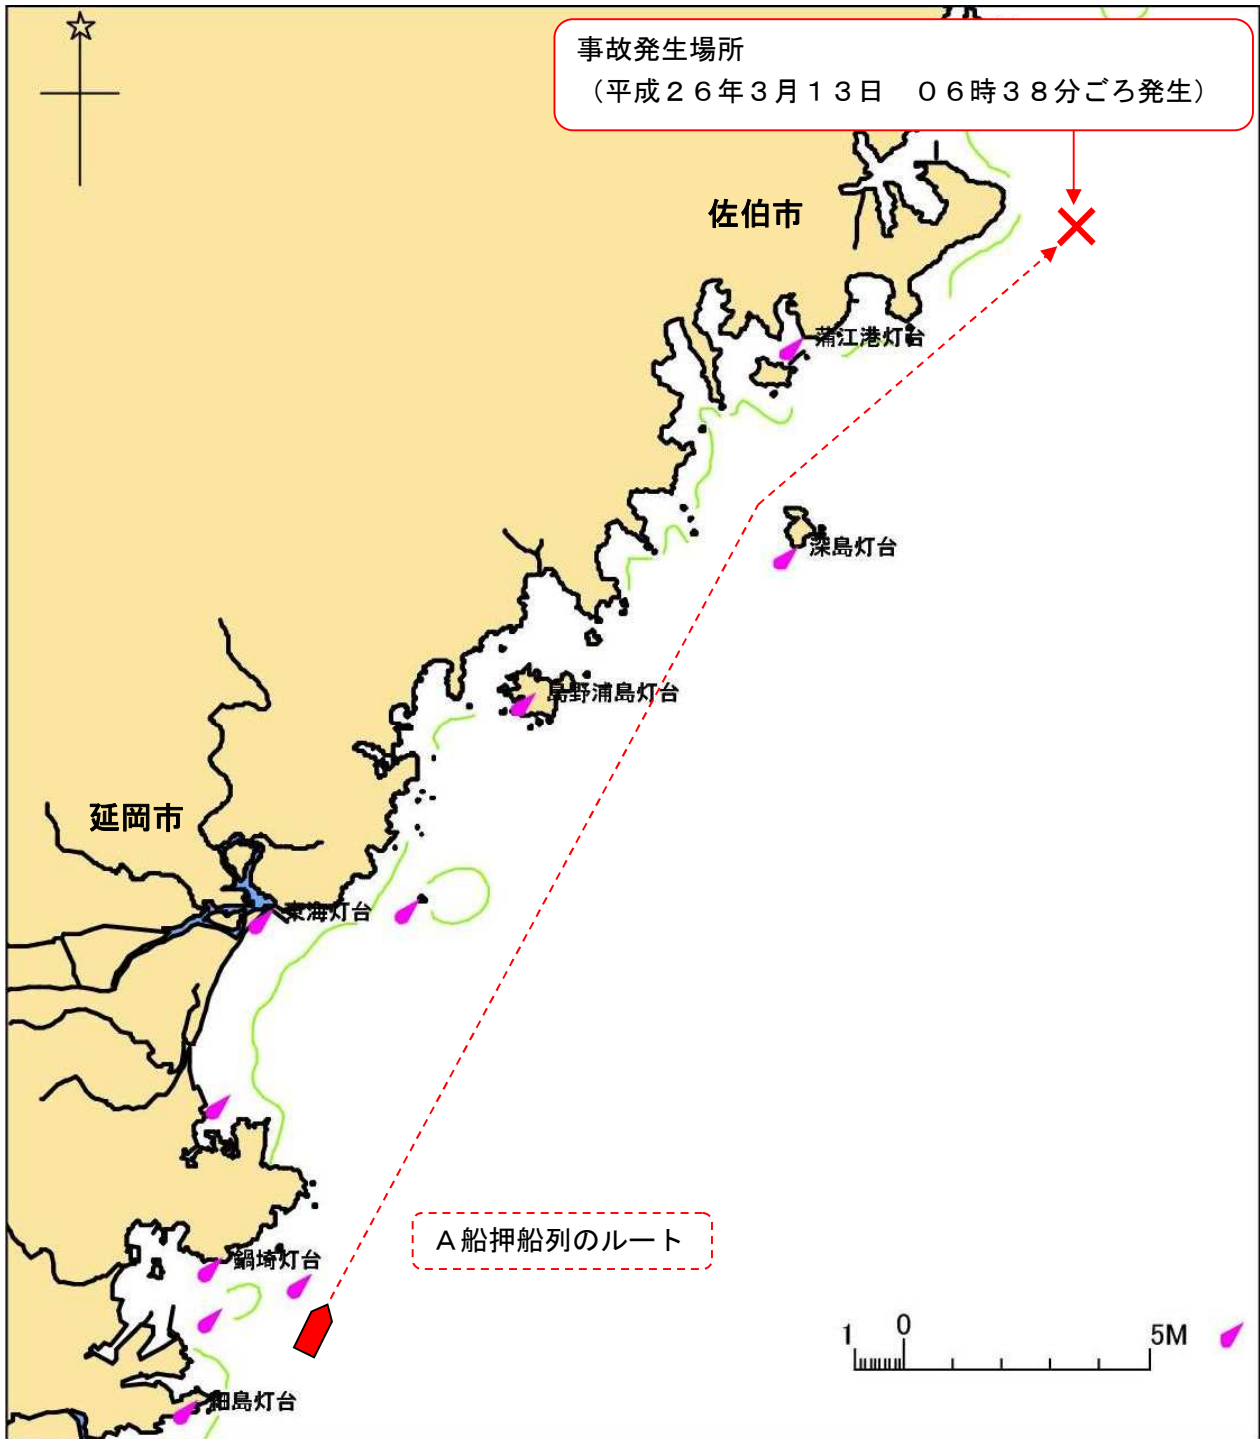 事故発生場所
（平成２６年３月１３日　０６時３８分ごろ発生）
佐伯市
蒲江港灯台
深島灯台
島野浦島灯台
延岡市
東海灯台
Ａ船押船列のルート
鍋埼灯台
1 0 5M
細島灯台